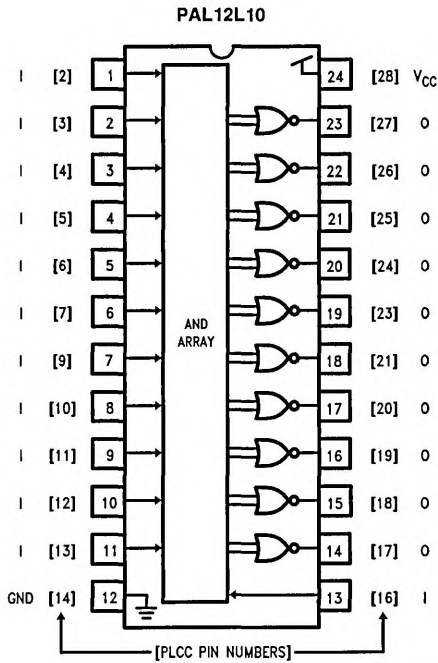 PAL12L10
I [2] 1 24 [28] VCC
I [3] 2 23 [27] O
I [4] 3 22 [26] O
I [5] 4 21 [25] O
I [6] 5 20 [24] O
I [7] 6 19 [23] O
AND
ARRAY
I [9] 7 18 [21] O
I [10] 8 17 [20] O
I [11] 9 16 [19] O
I [12] 10 15 [18] O
I [13] 11 14 [17] O
GND [14] 12 13 [16] I
[PLCC PIN NUMBERS]